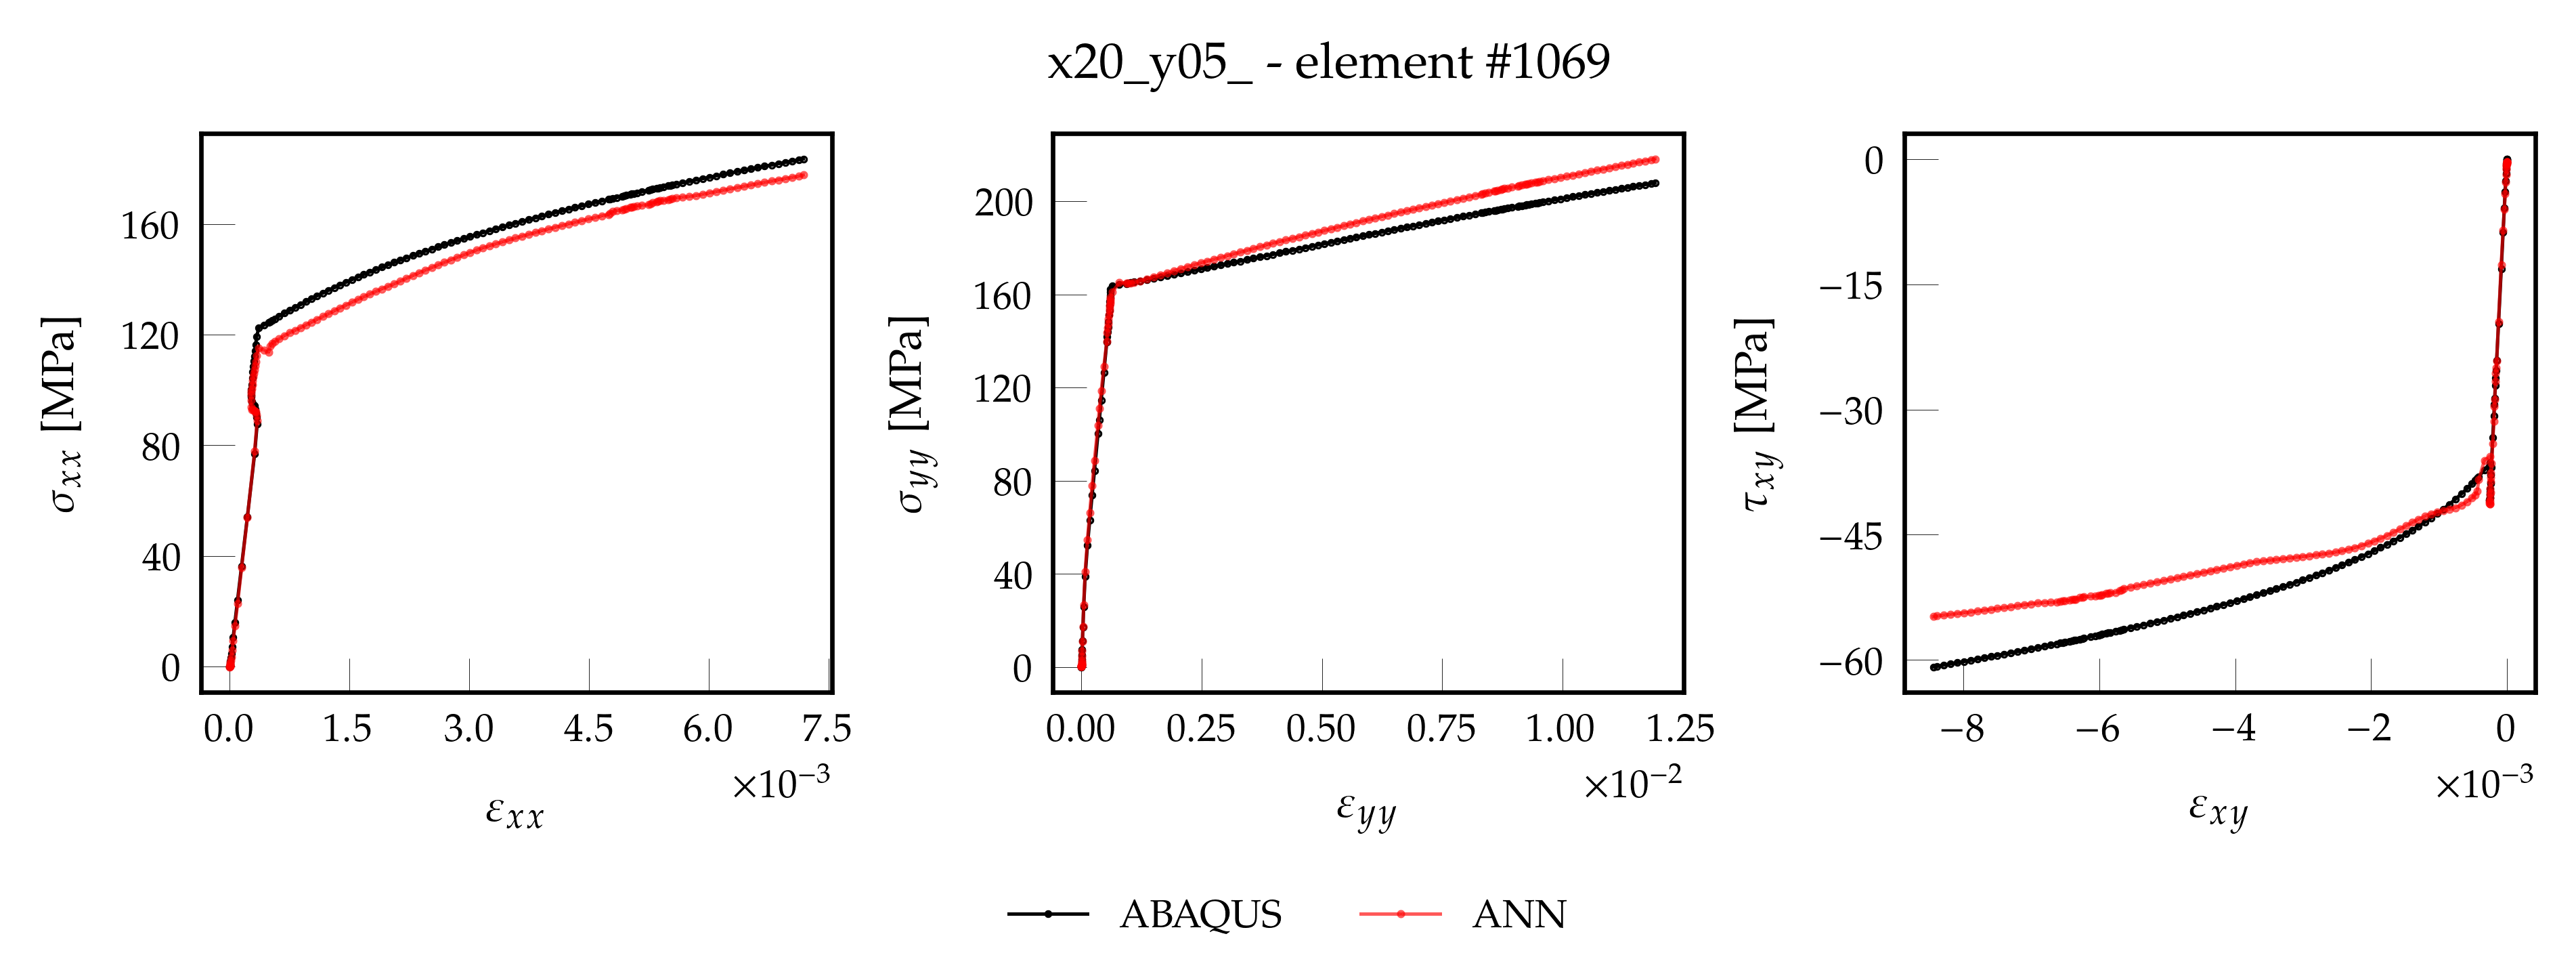 x20_y05_ - element #1069
σxx [MPa]
160
120
80
40
0
0.0 1.5 3.0 4.5 6.0 7.5
×10−3
εxx
σyy [MPa]
200
160
120
80
40
0
0.00 0.25 0.50 0.75 1.00 1.25
×10−2
εyy
τxy [MPa]
0
−15
−30
−45
−60
−8 −6 −4 −2 0
×10−3
εxy
ABAQUS ANN